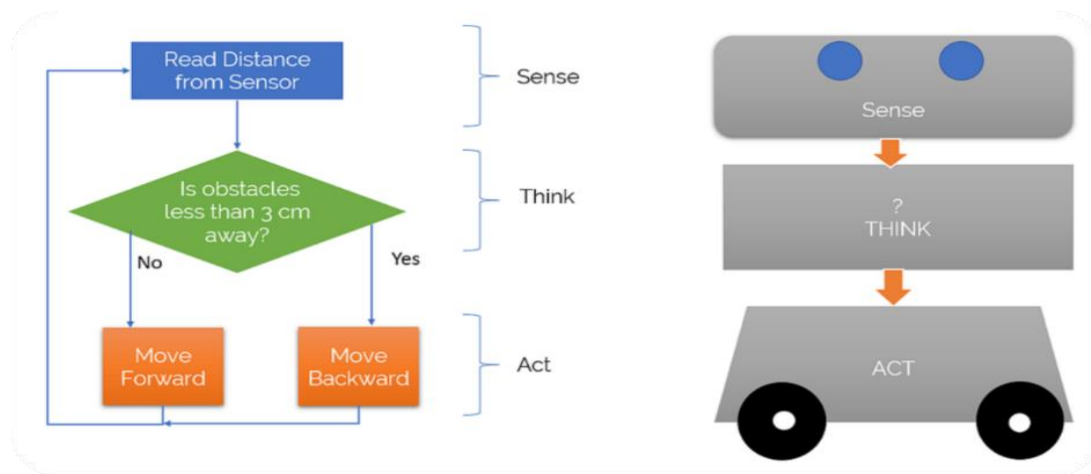 Read Distance
from Sensor
Sense
Is obstacles
less than 3 cm
away?
Think
No
Yes
Move
Forward
Move
Backward
Act
Sense
?
THINK
ACT